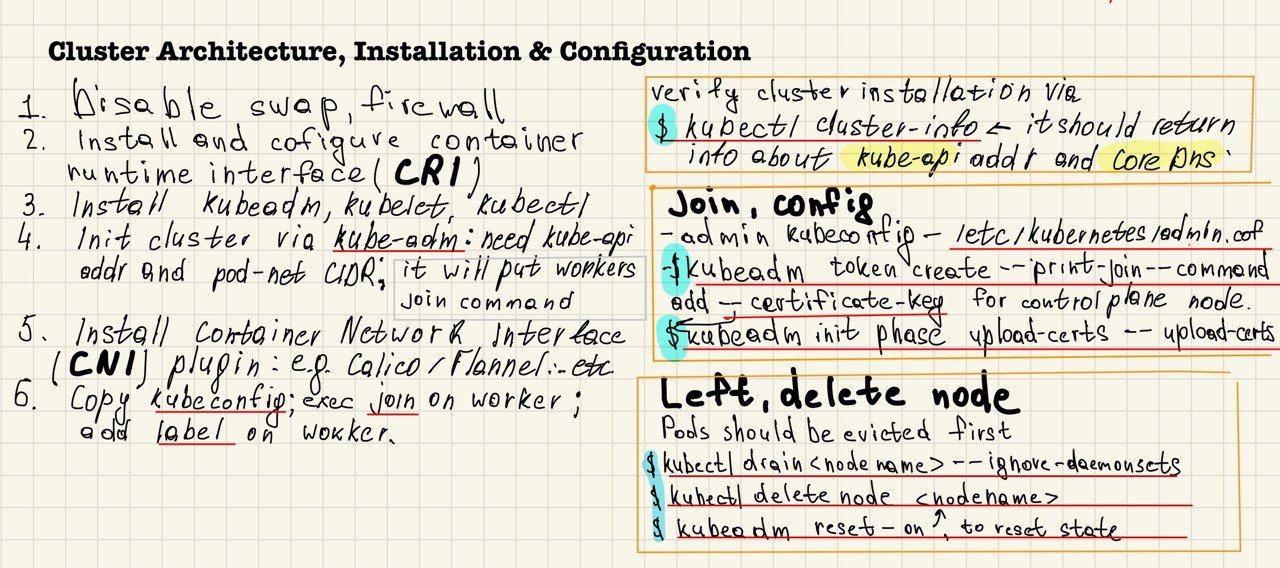 Cluster Architecture, Installation & Configuration
1. Disable swap, firewall
2. Install and cofigure container
runtime interface (CRI)
3. Install kubeadm, kubelet, kubectl
4. Init cluster via kube-adm: need kube-api
addr and pod-net CIDR; it will put workers
join command
5. Install Container Network Interface
(CNI) plugin: e.g. Calico/Flannel... etc
6. Copy kubeconfig; exec join on worker;
add label on worker.
verify cluster installation via
$ kubectl cluster-info ← it should return
info about kube-api addr and core Dns.
Join, config
- admin kubeconfig - /etc/kubernetes/admin.cof
- $ kubeadm token create --print-join--command
add -- certificate-key for control plane node.
$ kubeadm init phase upload-certs -- upload-certs
Left, delete node
Pods should be evicted first
$ kubectl drain <node name> --ignore-daemonsets
$ kubectl delete node <nodename>
$ kubeadm reset - on ↑, to reset state